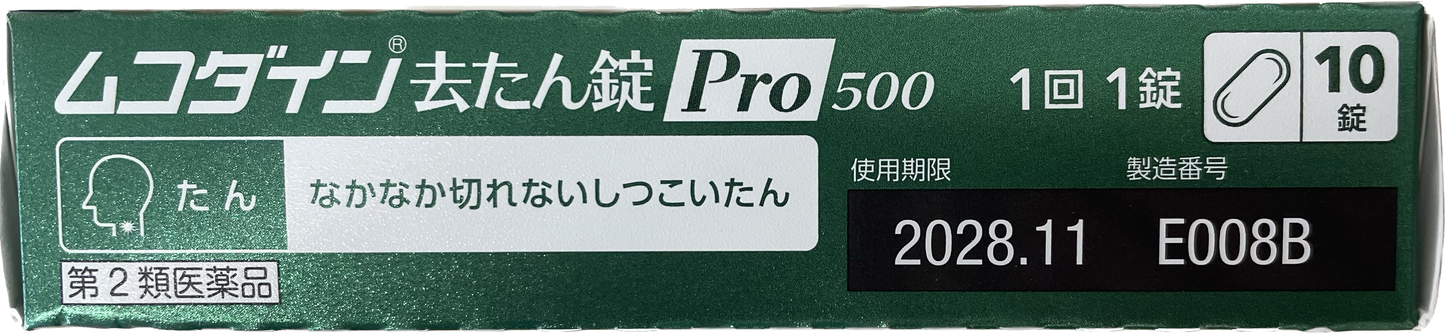 ムコダイン®去たん錠 Pro 500 1回 1錠 10錠
たん なかなか切れないしつこいたん
使用期限 製造番号
2028.11 E008B
第2類医薬品